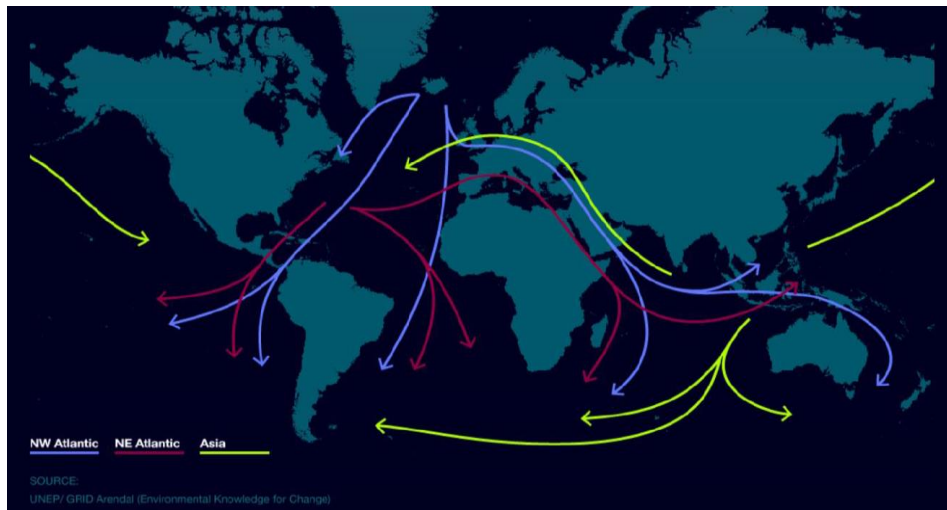 NW Atlantic NE Atlantic Asia
SOURCE:
UNEP/ GRID Arendal (Environmental Knowledge for Change)